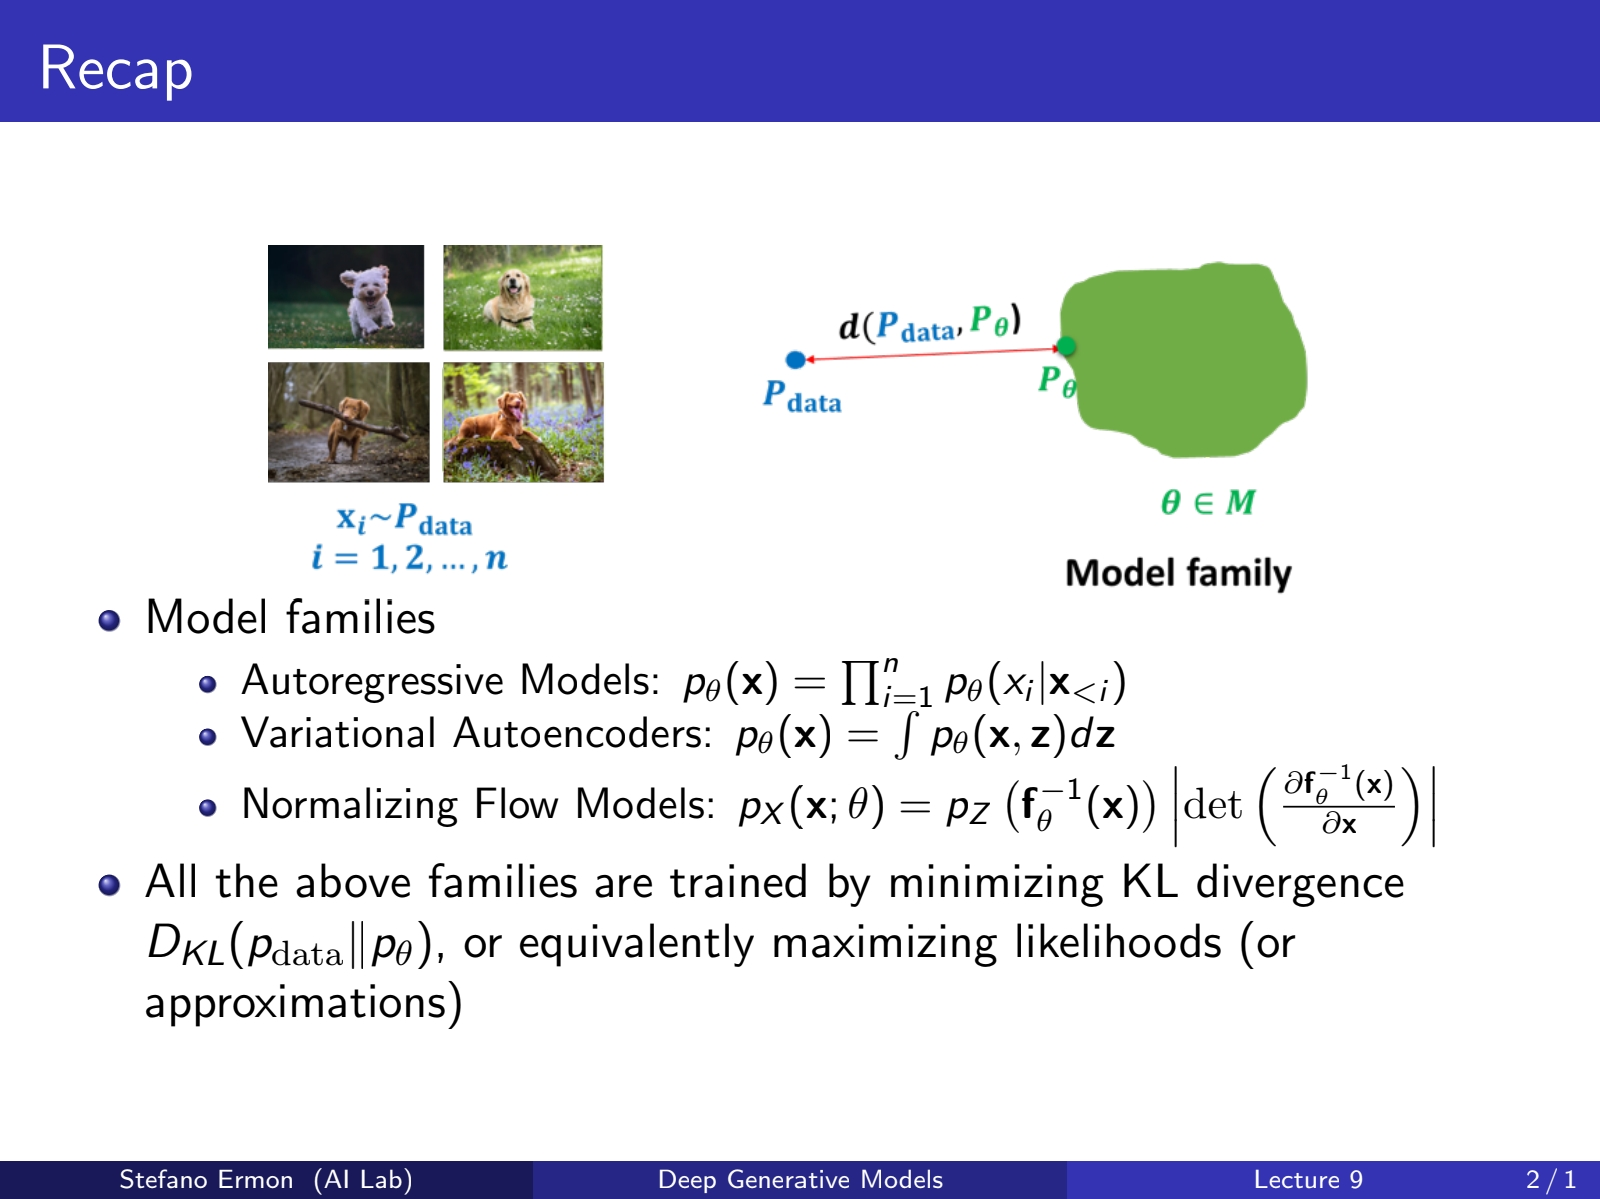 Recap
d(P_data, P_θ)
P_data
P_θ
x_i~P_data
i = 1, 2, ..., n
θ ∈ M
Model family
Model families
Autoregressive Models: p_θ(x) = ∏_{i=1}^{n} p_θ(x_i|x_{<i})
Variational Autoencoders: p_θ(x) = ∫ p_θ(x, z)dz
Normalizing Flow Models: p_X(x; θ) = p_Z (f_θ^{-1}(x)) |det (∂f_θ^{-1}(x)/∂x)|
All the above families are trained by minimizing KL divergence
D_{KL}(p_data‖p_θ), or equivalently maximizing likelihoods (or
approximations)
Stefano Ermon (AI Lab) Deep Generative Models Lecture 9 2 / 1